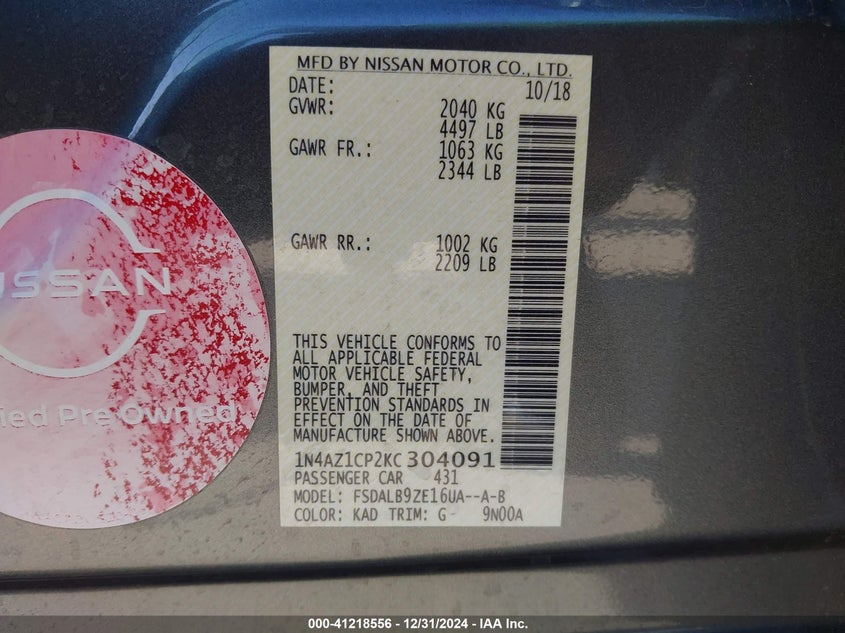 MFD BY NISSAN MOTOR CO., LTD.
DATE: 10/18
GVWR: 2040 KG
4497 LB
GAWR FR.: 1063 KG
2344 LB
GAWR RR.: 1002 KG
2209 LB
THIS VEHICLE CONFORMS TO
ALL APPLICABLE FEDERAL
MOTOR VEHICLE SAFETY,
BUMPER, AND THEFT
PREVENTION STANDARDS IN
EFFECT ON THE DATE OF
MANUFACTURE SHOWN ABOVE.
1N4AZ1CP2KC304091
PASSENGER CAR 431
MODEL: FSDALB9ZE16UA--A-B
COLOR: KAD TRIM: G- 9N00A
ISSAN
fied Pre Owned
000-41218556 - 12/31/2024 - IAA Inc.